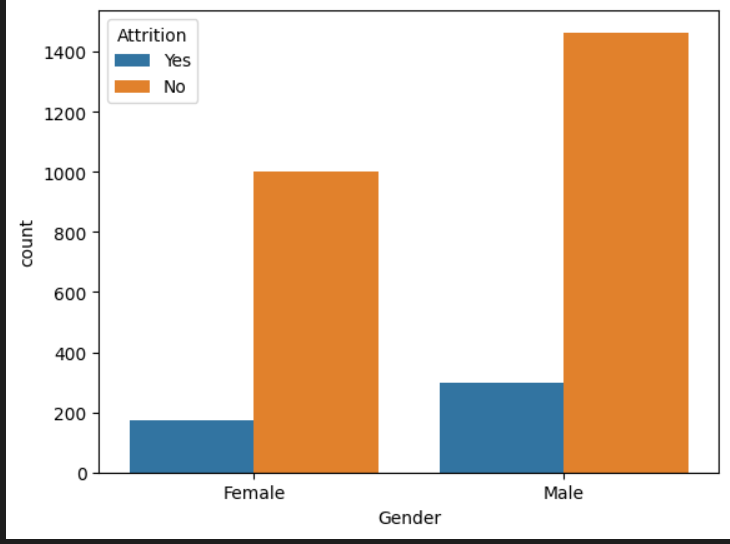 Attrition
Yes
No
1400
1200
1000
800
600
400
200
0
count
Female
Male
Gender